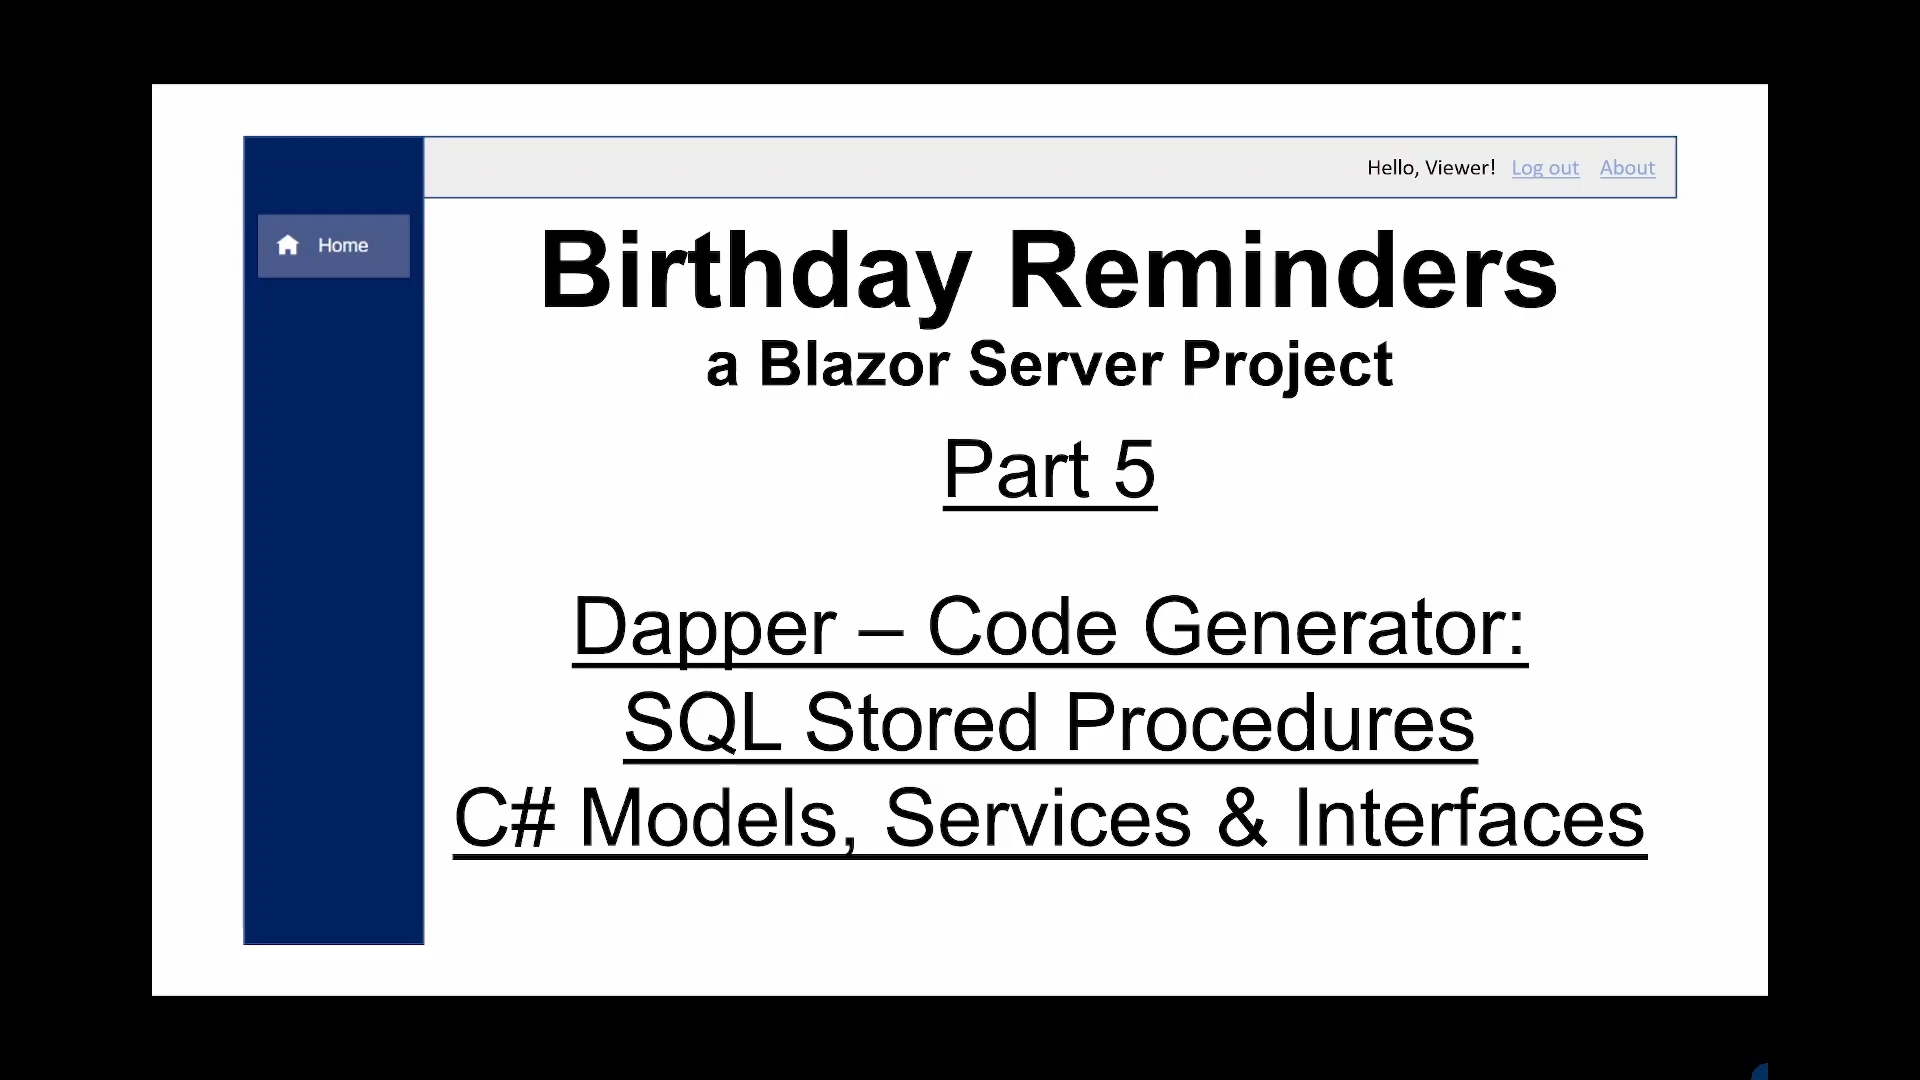 Hello, Viewer! Log out About
Home
Birthday Reminders
a Blazor Server Project
Part 5
Dapper – Code Generator:
SQL Stored Procedures
C# Models, Services & Interfaces